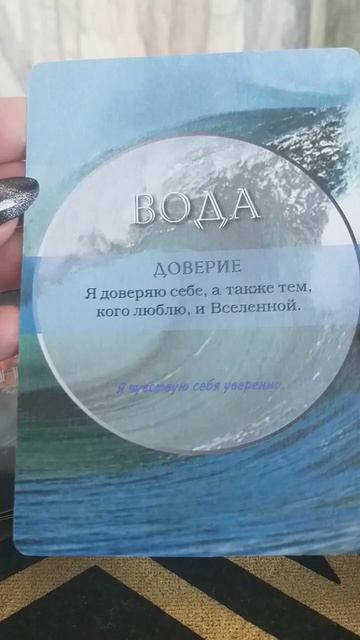 ВОДА
ДОВЕРИЕ
Я доверяю себе, а также тем,
кого люблю, и Вселенной.
Я чувствую себя уверенно.